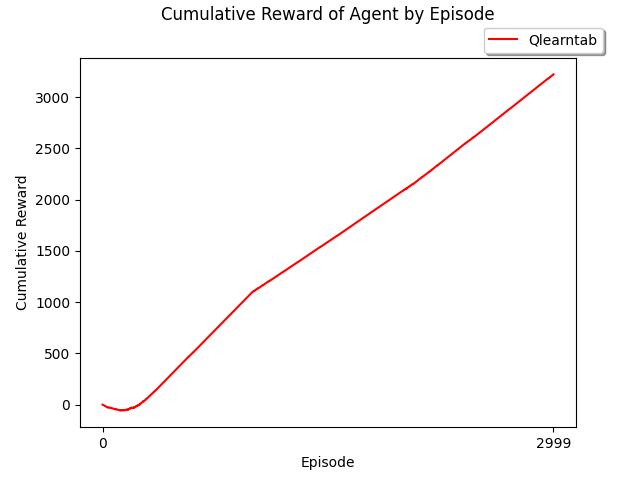 Cumulative Reward of Agent by Episode
Qlearntab
3000
2500
2000
1500
1000
500
0
Cumulative Reward
0 2999
Episode